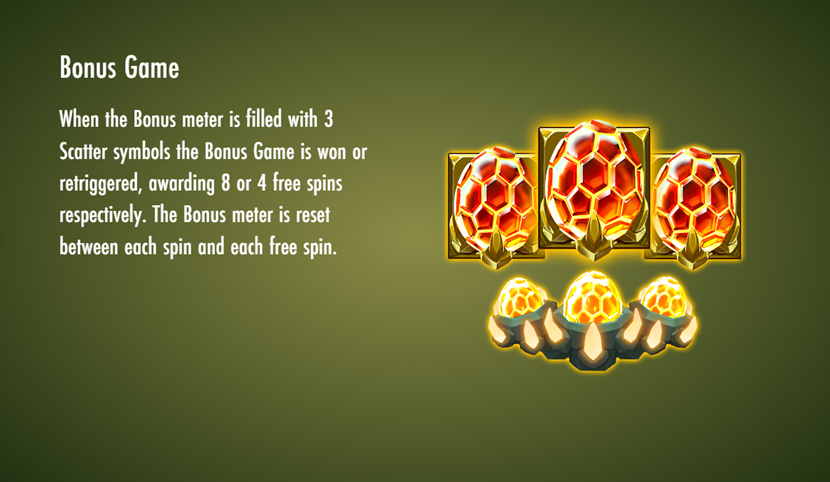 Bonus Game
When the Bonus meter is filled with 3
Scatter symbols the Bonus Game is won or
retriggered, awarding 8 or 4 free spins
respectively. The Bonus meter is reset
between each spin and each free spin.